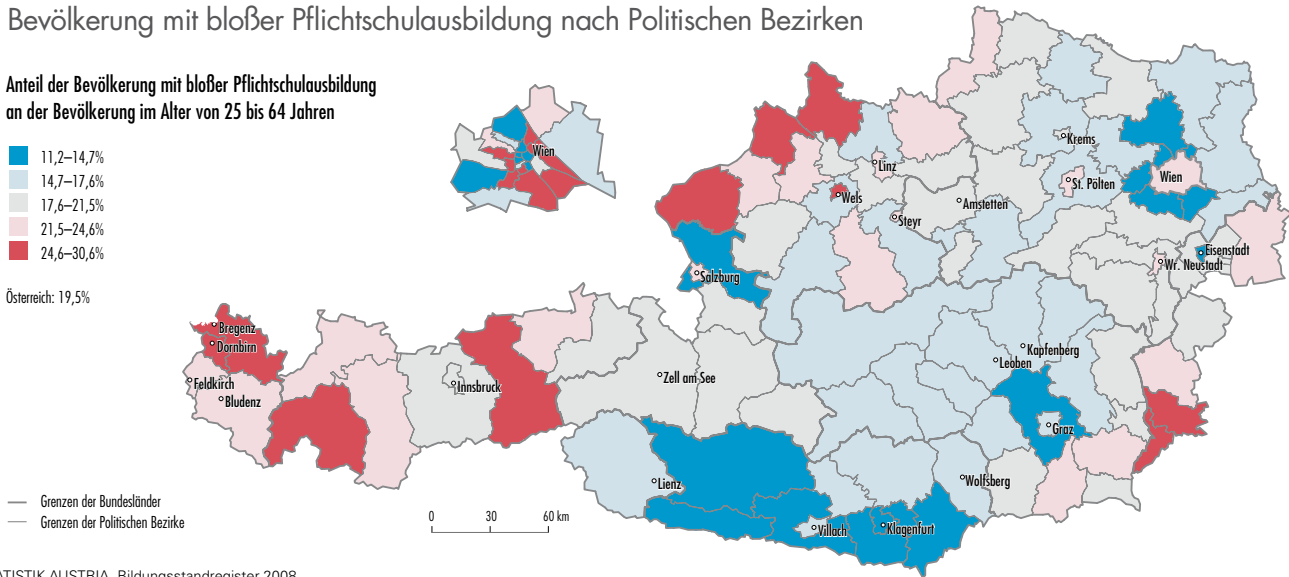 Bevölkerung mit bloßer Pflichtschulausbildung nach Politischen Bezirken
Anteil der Bevölkerung mit bloßer Pflichtschulausbildung
an der Bevölkerung im Alter von 25 bis 64 Jahren
11,2–14,7%
14,7–17,6%
17,6–21,5%
21,5–24,6%
24,6–30,6%
Österreich: 19,5%
Wien
Krems
Linz
St. Pölten
Wien
Wels
Amstetten
Steyr
Eisenstadt
Wr. Neustadt
Salzburg
Bregenz
Dornbirn
Kapfenberg
Leoben
Zell am See
Feldkirch
Innsbruck
Bludenz
Graz
Lienz
Wolfsberg
Villach
Klagenfurt
Grenzen der Bundesländer
Grenzen der Politischen Bezirke
0 30 60 km
AUSTRIA, Bildungsstandregister 2008